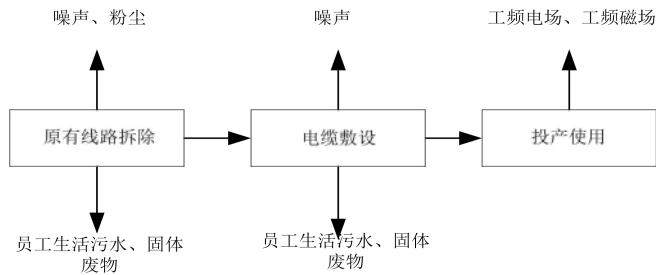 噪声、粉尘
噪声
工频电场、工频磁场
原有线路拆除
电缆敷设
投产使用
员工生活污水、固体
废物
员工生活污水、固体
废物